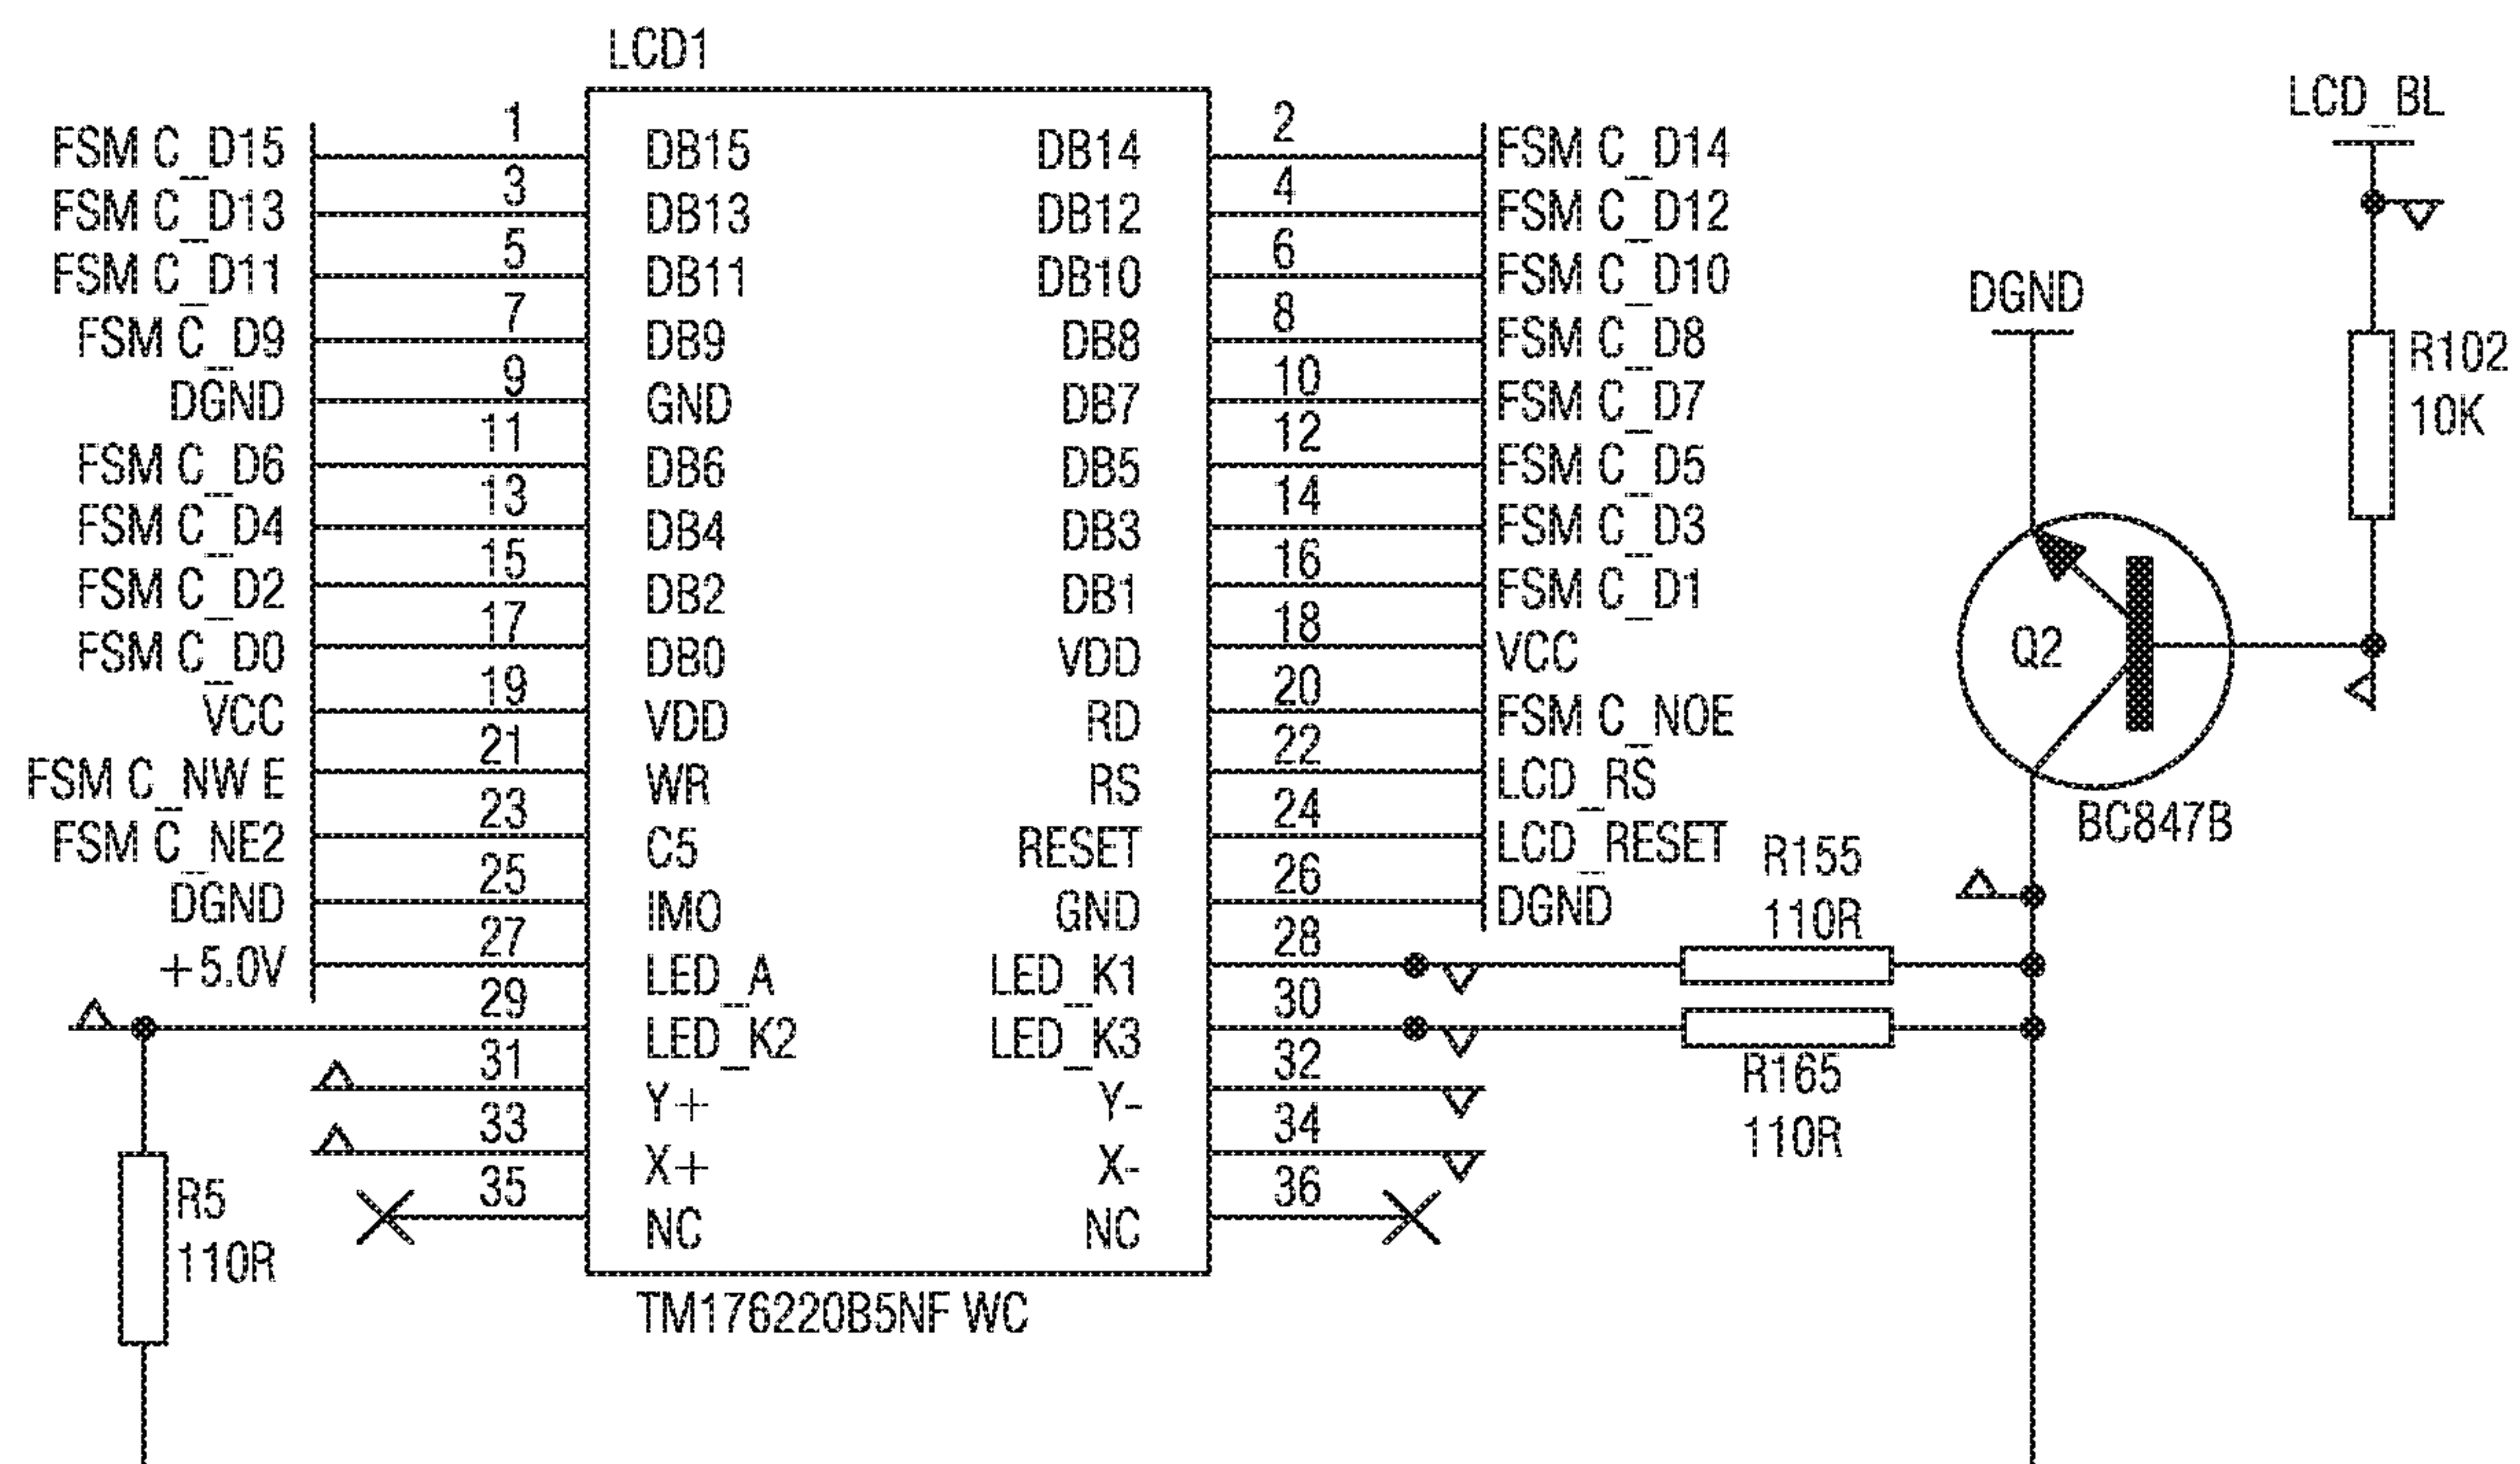 LCD1
LCD_BL
FSM C_D15 1 DB15 DB14 2 FSM C_D14
FSM C_D13 3 DB13 DB12 4 FSM C_D12
FSM C_D11 5 DB11 DB10 6 FSM C_D10
FSM C_D9 7 DB9 DB8 8 FSM C_D8
DGND
R102
10K
DGND 9 GND DB7 10 FSM C_D7
FSM C_D6 11 DB6 DB5 12 FSM C_D5
FSM C_D4 13 DB4 DB3 14 FSM C_D3
FSM C_D2 15 DB2 DB1 16 FSM C_D1
FSM C_D0 17 DB0 VDD 18 VCC
Q2
VCC 19 VDD RD 20 FSM C_NOE
FSM C_NW E 21 WR RS 22 LCD_RS
BC847B
FSM C_NE2 23 C5 RESET 24 LCD_RESET
R155
110R
DGND 25 IMO GND 26 DGND
+5.0V 27 LED_A LED_K1 28
29 LED_K2 LED_K3 30
R165
110R
31 Y+ Y- 32
33 X+ X- 34
35 NC NC 36
R5
110R
TM176220B5NF WC